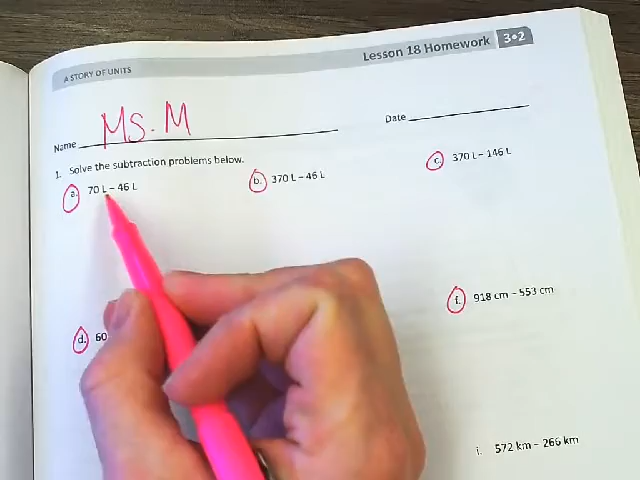 A STORY OF UNITS
Lesson 18 Homework 3•2
Name Ms. M Date
1. Solve the subtraction problems below.
a. 70 L – 46 L
b. 370 L – 46 L
c. 370 L – 146 L
d. 60
f. 918 cm – 553 cm
i. 572 km – 266 km